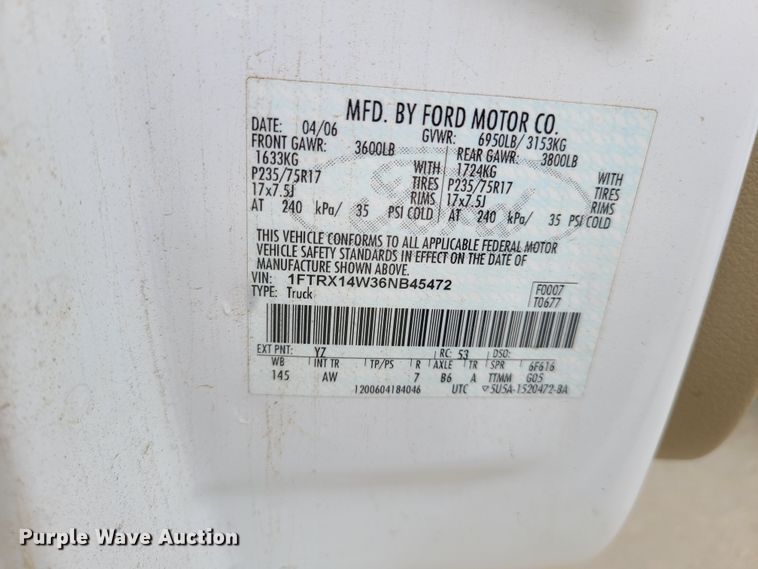 MFD. BY FORD MOTOR CO.
DATE: 04/06 GVWR: 6950LB/ 3153KG
FRONT GAWR: 3600LB REAR GAWR: 3800LB
1633KG WITH 1724KG WITH
P235/75R17 TIRES P235/75R17 TIRES
17x7.5J RIMS 17x7.5J RIMS
AT 240 kPa/ 35 PSI COLD AT 240 kPa/ 35 PSI COLD
Ford
THIS VEHICLE CONFORMS TO ALL APPLICABLE FEDERAL MOTOR
VEHICLE SAFETY STANDARDS IN EFFECT ON THE DATE OF
MANUFACTURE SHOWN ABOVE.
VIN: 1FTRX14W36NB45472 F0007
TYPE: Truck T0677
EXT PNT: YZ RC: 53 DSO:
WB INT TR TP/PS R AXLE TR SPR 6F616
145 AW 7 B6 A TTMM G05
1200604184046 UTC ▽5U5A-1520472-BA
Purple Wave Auction